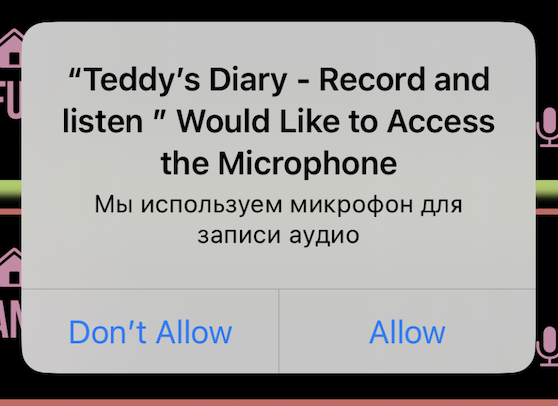 “Teddy’s Diary - Record and
listen ” Would Like to Access
the Microphone
Мы используем микрофон для
записи аудио
Don’t Allow
Allow